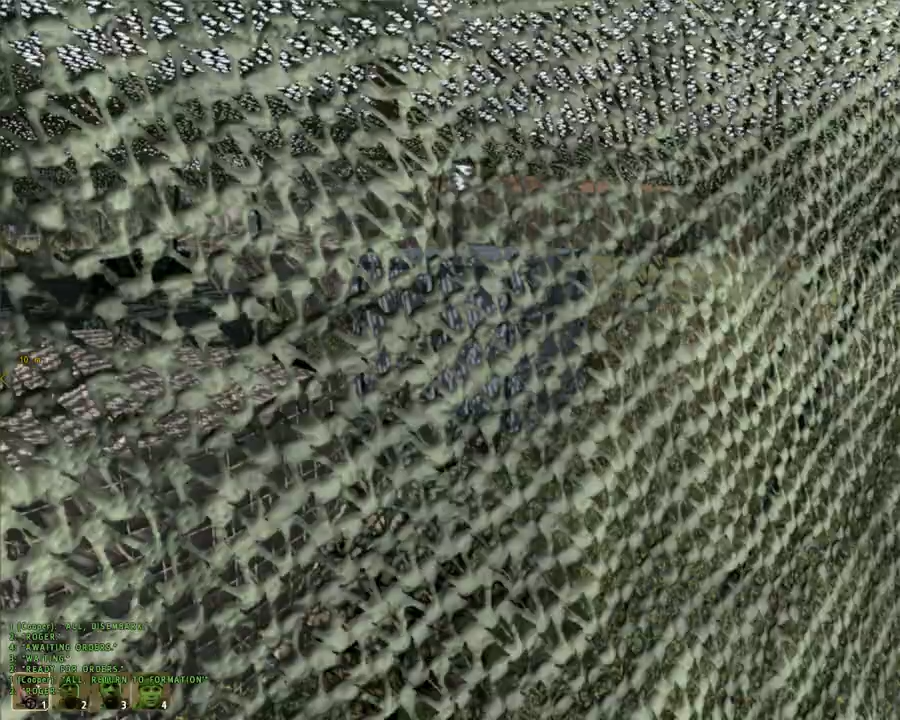 10 m
1 (Cooper): "ALL, DISEMBARK."
2: "ROGER."
4: "AWAITING ORDERS."
3: "WAITING."
2: "READY FOR ORDERS."
1 (Cooper): "ALL, RETURN TO FORMATION"
2: "ROGER."
1 2 3 4